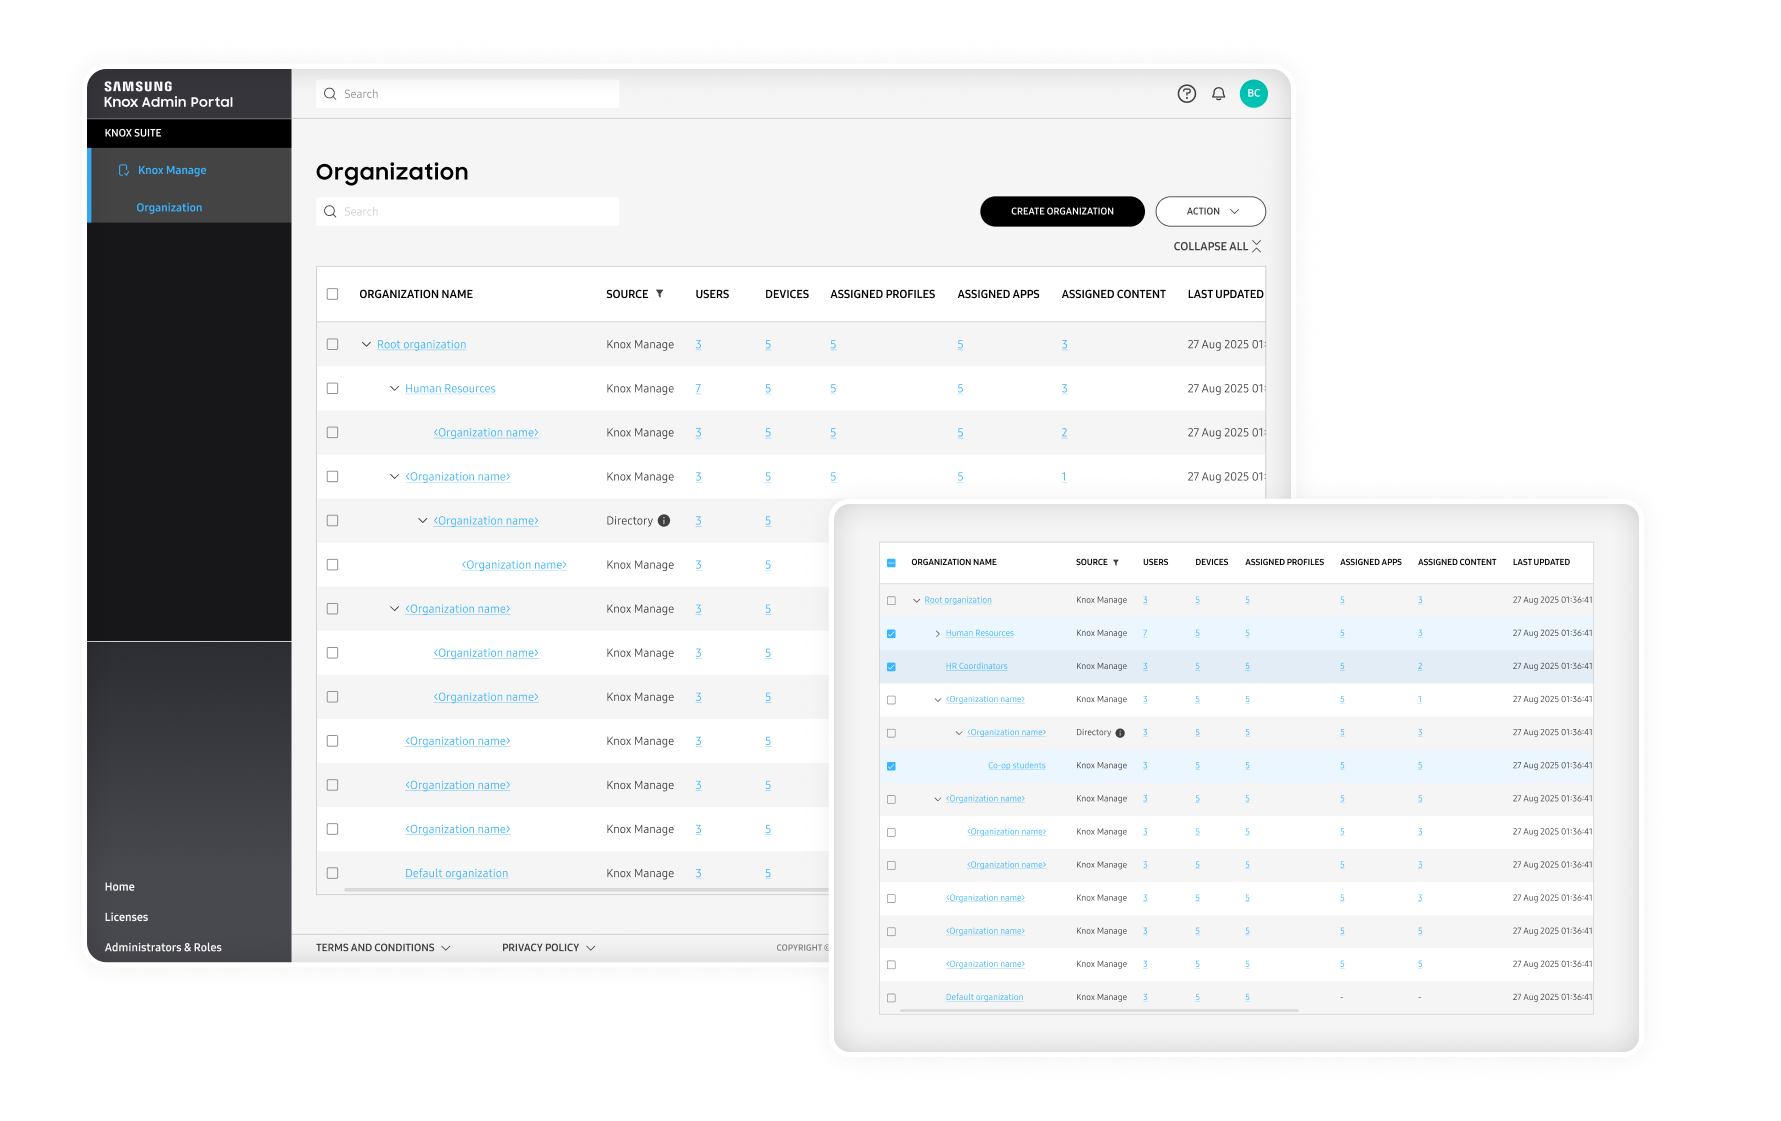 SAMSUNG
Knox Admin Portal
KNOX SUITE
Knox Manage
Organization
Home
Licenses
Administrators & Roles
Search
BC
Organization
Search
CREATE ORGANIZATION ACTION
COLLAPSE ALL
ORGANIZATION NAME SOURCE USERS DEVICES ASSIGNED PROFILES ASSIGNED APPS ASSIGNED CONTENT LAST UPDATED
Root organization Knox Manage 3 5 5 5 3 27 Aug 2025 01:
Human Resources Knox Manage 7 5 5 5 3 27 Aug 2025 01:
<Organization name> Knox Manage 3 5 5 5 2 27 Aug 2025 01:
<Organization name> Knox Manage 3 5 5 5 1 27 Aug 2025 01:
<Organization name> Directory i 3 5
<Organization name> Knox Manage 3 5
<Organization name> Knox Manage 3 5
<Organization name> Knox Manage 3 5
<Organization name> Knox Manage 3 5
<Organization name> Knox Manage 3 5
<Organization name> Knox Manage 3 5
<Organization name> Knox Manage 3 5
Default organization Knox Manage 3 5
TERMS AND CONDITIONS PRIVACY POLICY COPYRIGHT ©
ORGANIZATION NAME SOURCE USERS DEVICES ASSIGNED PROFILES ASSIGNED APPS ASSIGNED CONTENT LAST UPDATED
Root organization Knox Manage 3 5 5 5 3 27 Aug 2025 01:36:41
Human Resources Knox Manage 7 5 5 5 3 27 Aug 2025 01:36:41
HR Coordinators Knox Manage 3 5 5 5 2 27 Aug 2025 01:36:41
<Organization name> Knox Manage 3 5 5 5 1 27 Aug 2025 01:36:41
<Organization name> Directory i 3 5 5 5 3 27 Aug 2025 01:36:41
Co-op students Knox Manage 3 5 5 5 5 27 Aug 2025 01:36:41
<Organization name> Knox Manage 3 5 5 5 5 27 Aug 2025 01:36:41
<Organization name> Knox Manage 3 5 5 5 3 27 Aug 2025 01:36:41
<Organization name> Knox Manage 3 5 5 5 3 27 Aug 2025 01:36:41
<Organization name> Knox Manage 3 5 5 5 3 27 Aug 2025 01:36:41
<Organization name> Knox Manage 3 5 5 5 5 27 Aug 2025 01:36:41
<Organization name> Knox Manage 3 5 5 5 5 27 Aug 2025 01:36:41
Default organization Knox Manage 3 5 5 - - 27 Aug 2025 01:36:41